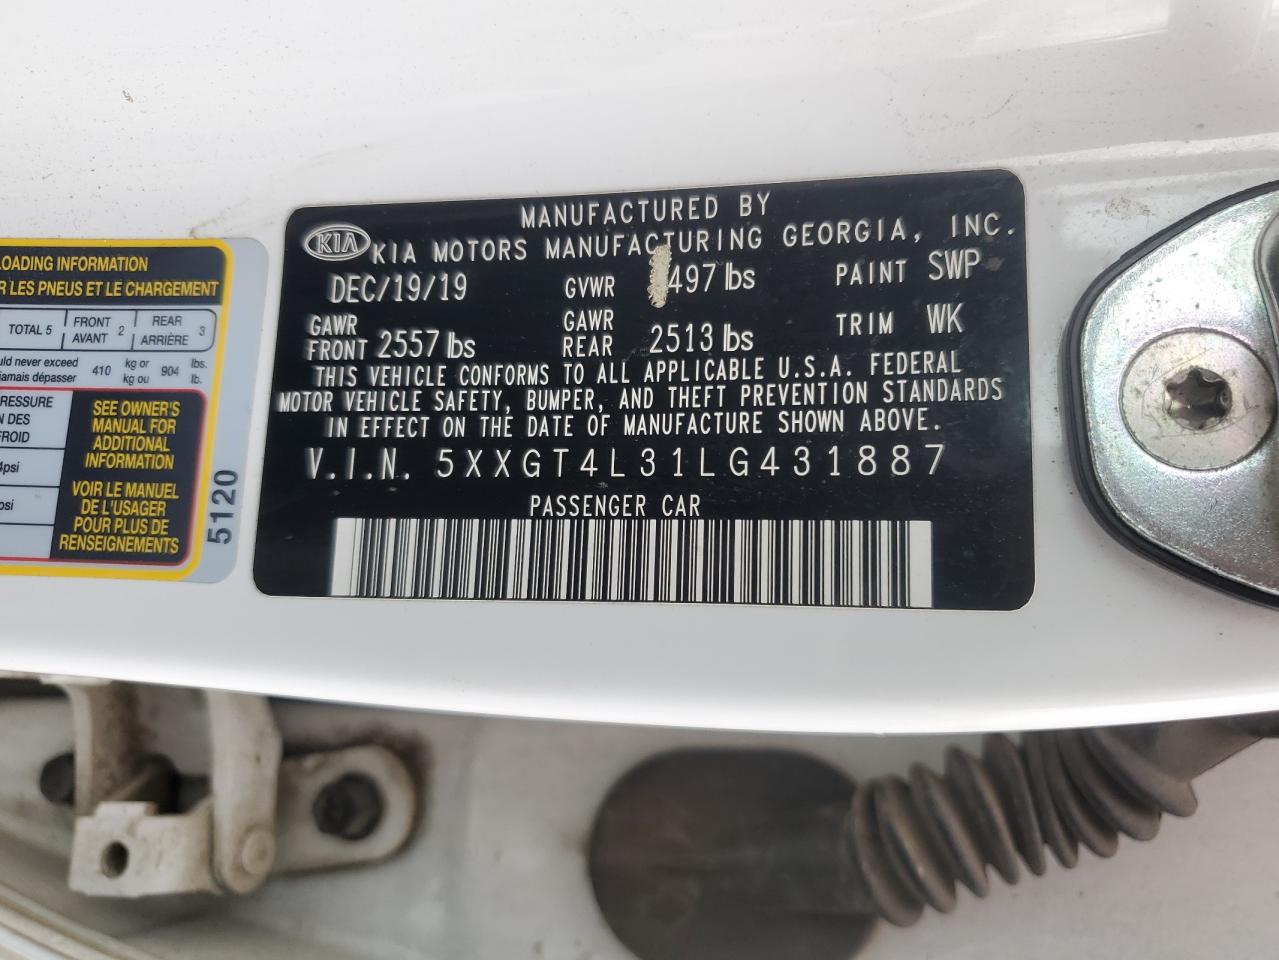 LOADING INFORMATION
LES PNEUS ET LE CHARGEMENT
TOTAL 5 FRONT AVANT 2 REAR ARRIÈRE 3
never exceed
jamais dépasser 410 kg or kg ou 904 lbs. lb.
SEE OWNER'S
MANUAL FOR
ADDITIONAL
INFORMATION
VOIR LE MANUEL
DE L'USAGER
POUR PLUS DE
RENSEIGNEMENTS
5120
MANUFACTURED BY
KIA KIA MOTORS MANUFACTURING GEORGIA, INC.
DEC/19/19 GVWR 497 lbs PAINT SWP
GAWR FRONT 2557 lbs GAWR REAR 2513 lbs TRIM WK
THIS VEHICLE CONFORMS TO ALL APPLICABLE U.S.A. FEDERAL
MOTOR VEHICLE SAFETY, BUMPER, AND THEFT PREVENTION STANDARDS
IN EFFECT ON THE DATE OF MANUFACTURE SHOWN ABOVE.
V.I.N. 5XXGT4L31LG431887
PASSENGER CAR